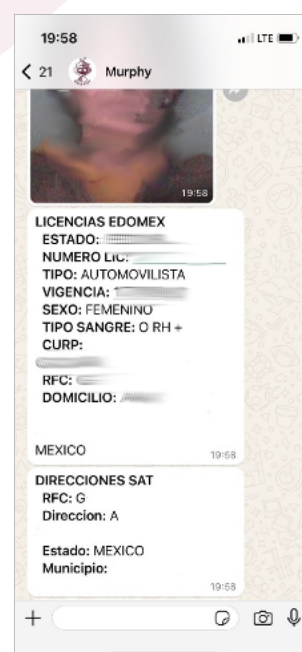 19:58
LTE
21
Murphy
19:58
LICENCIAS EDOMEX
ESTADO:
NUMERO LIC:
TIPO: AUTOMOVILISTA
VIGENCIA:
SEXO: FEMENINO
TIPO SANGRE: O RH +
CURP:
RFC:
DOMICILIO:
MEXICO
19:58
DIRECCIONES SAT
RFC: G
Direccion: A
Estado: MEXICO
Municipio:
19:58